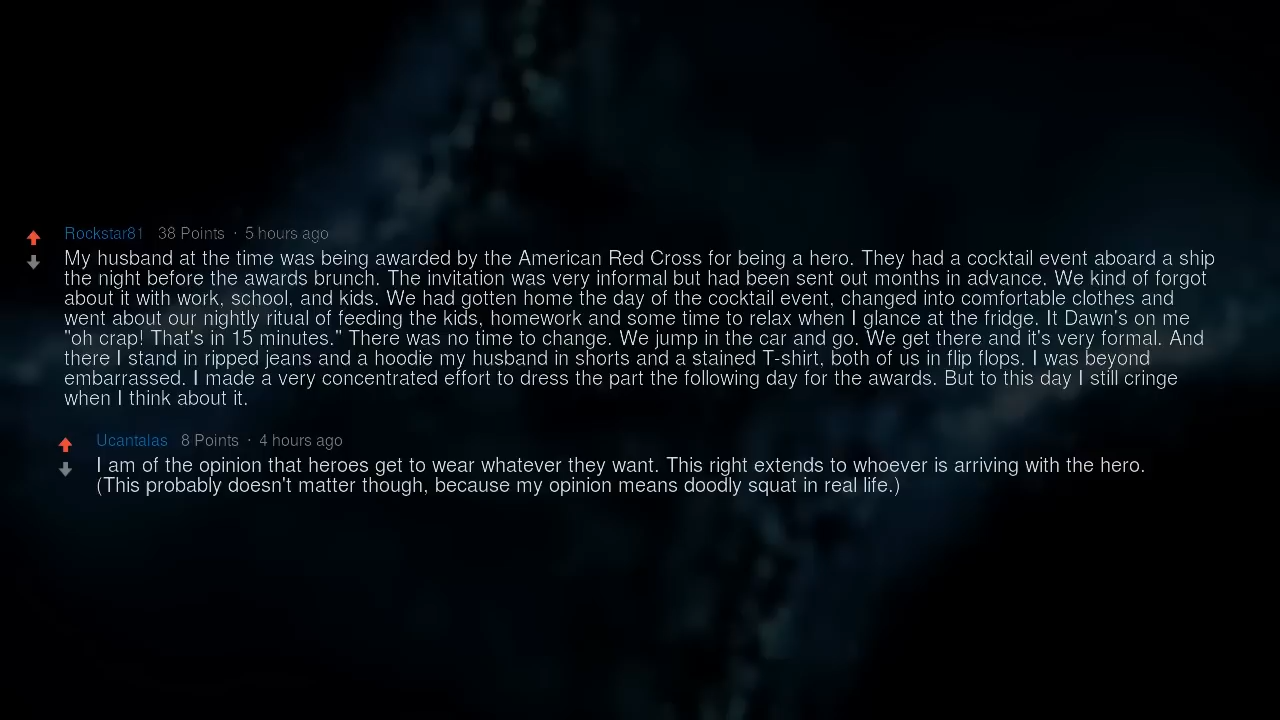 Rockstar81 38 Points · 5 hours ago
My husband at the time was being awarded by the American Red Cross for being a hero. They had a cocktail event aboard a ship
the night before the awards brunch. The invitation was very informal but had been sent out months in advance. We kind of forgot
about it with work, school, and kids. We had gotten home the day of the cocktail event, changed into comfortable clothes and
went about our nightly ritual of feeding the kids, homework and some time to relax when I glance at the fridge. It Dawn's on me
"oh crap! That's in 15 minutes." There was no time to change. We jump in the car and go. We get there and it's very formal. And
there I stand in ripped jeans and a hoodie my husband in shorts and a stained T-shirt, both of us in flip flops. I was beyond
embarrassed. I made a very concentrated effort to dress the part the following day for the awards. But to this day I still cringe
when I think about it.
Ucantalas 8 Points · 4 hours ago
I am of the opinion that heroes get to wear whatever they want. This right extends to whoever is arriving with the hero.
(This probably doesn't matter though, because my opinion means doodly squat in real life.)